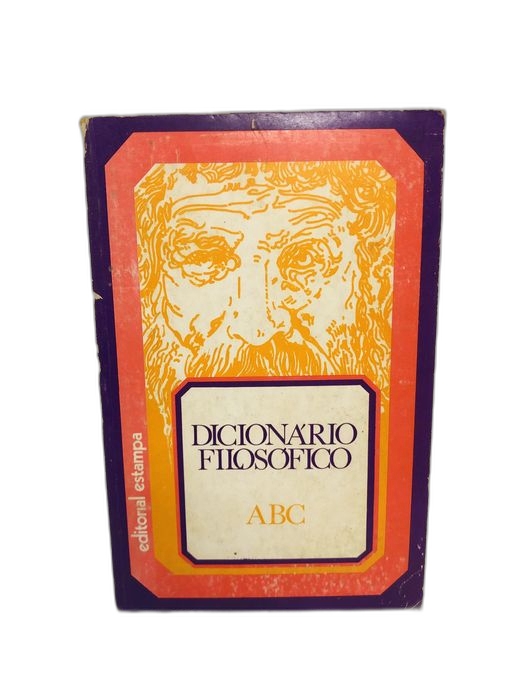 DICIONÁRIO
FILOSÓFICO
ABC
editorial estampa